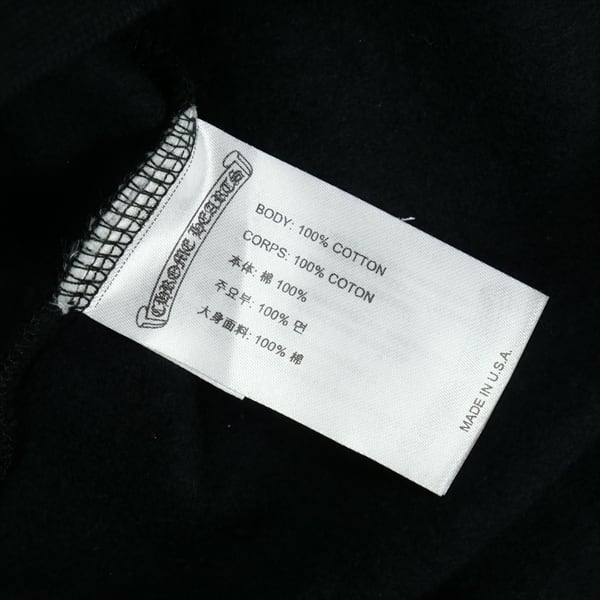 CHROME HEARTS
BODY: 100% COTTON
CORPS: 100% COTON
本体: 棉 100%
주요부: 100% 면
大身面料: 100% 棉
MADE IN U.S.A.